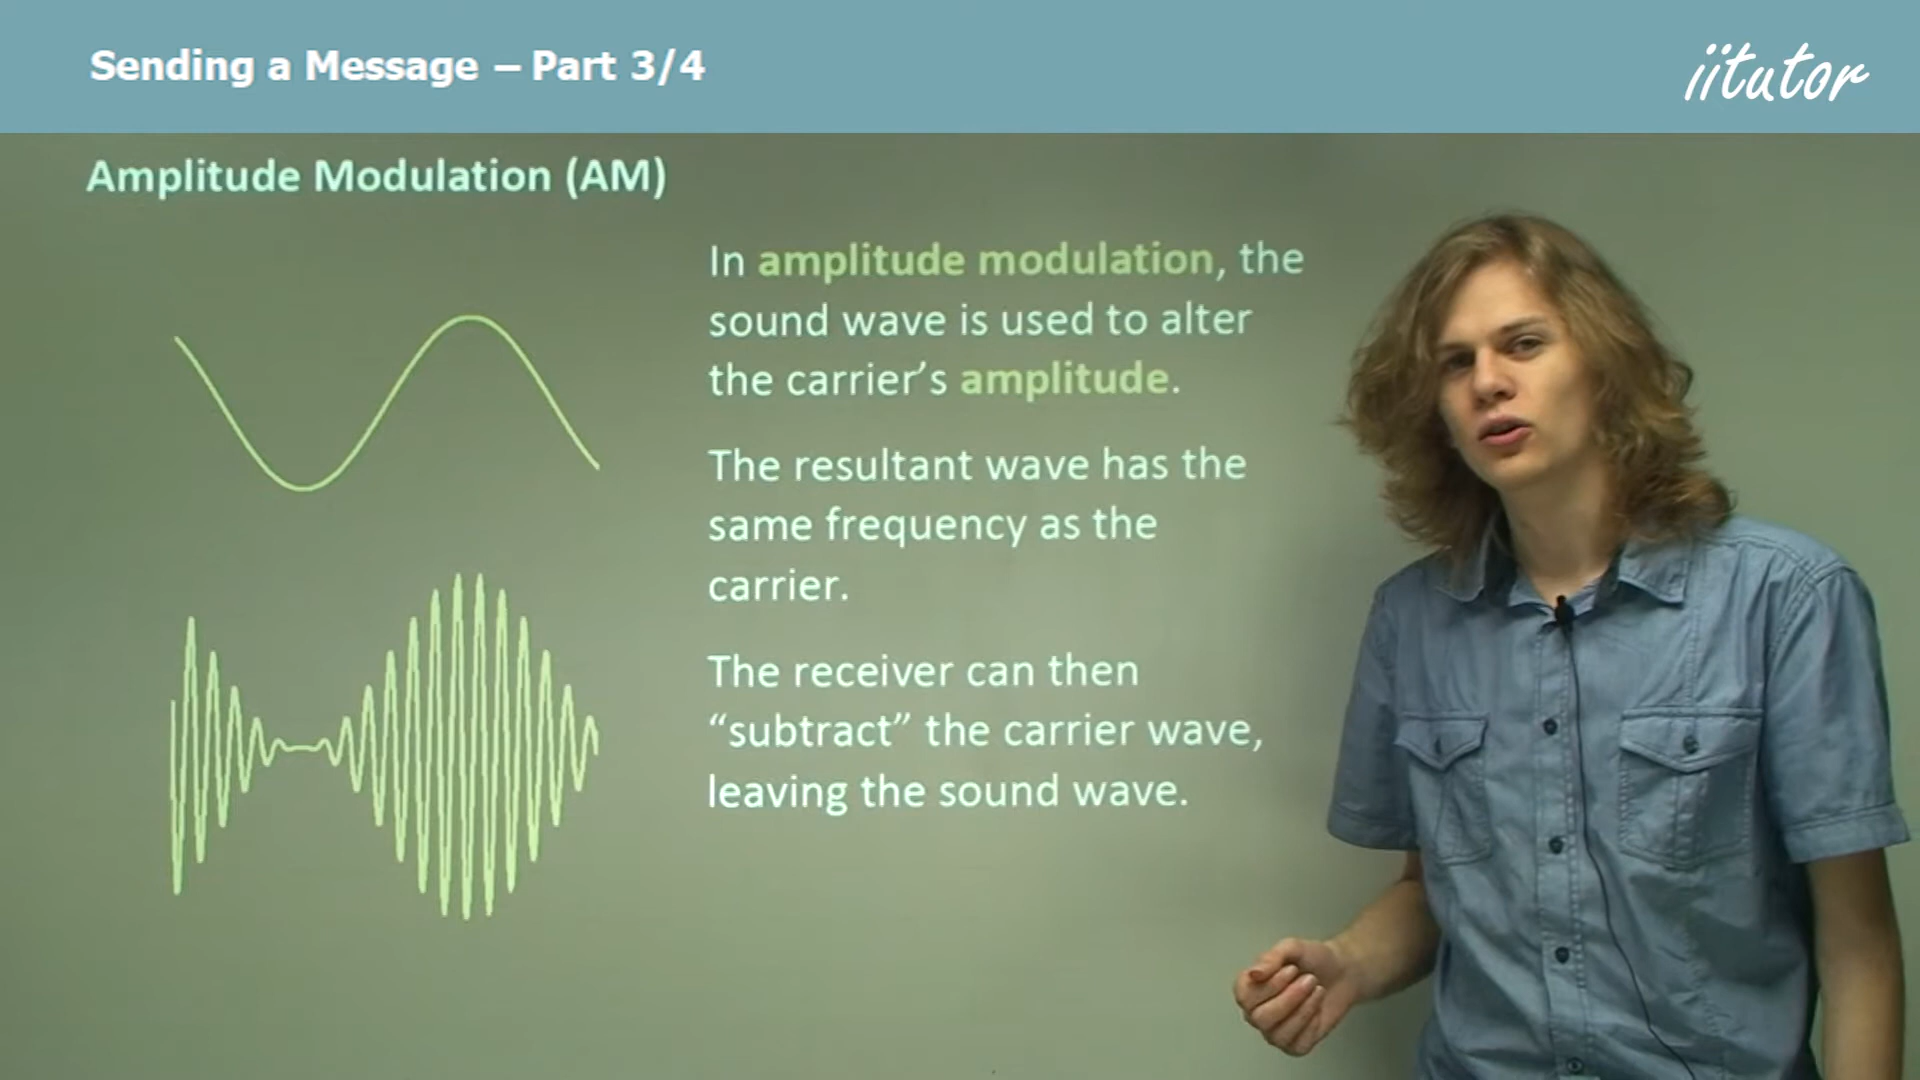 Sending a Message – Part 3/4
iitutor
Amplitude Modulation (AM)
In amplitude modulation, the
sound wave is used to alter
the carrier’s amplitude.
The resultant wave has the
same frequency as the
carrier.
The receiver can then
“subtract” the carrier wave,
leaving the sound wave.